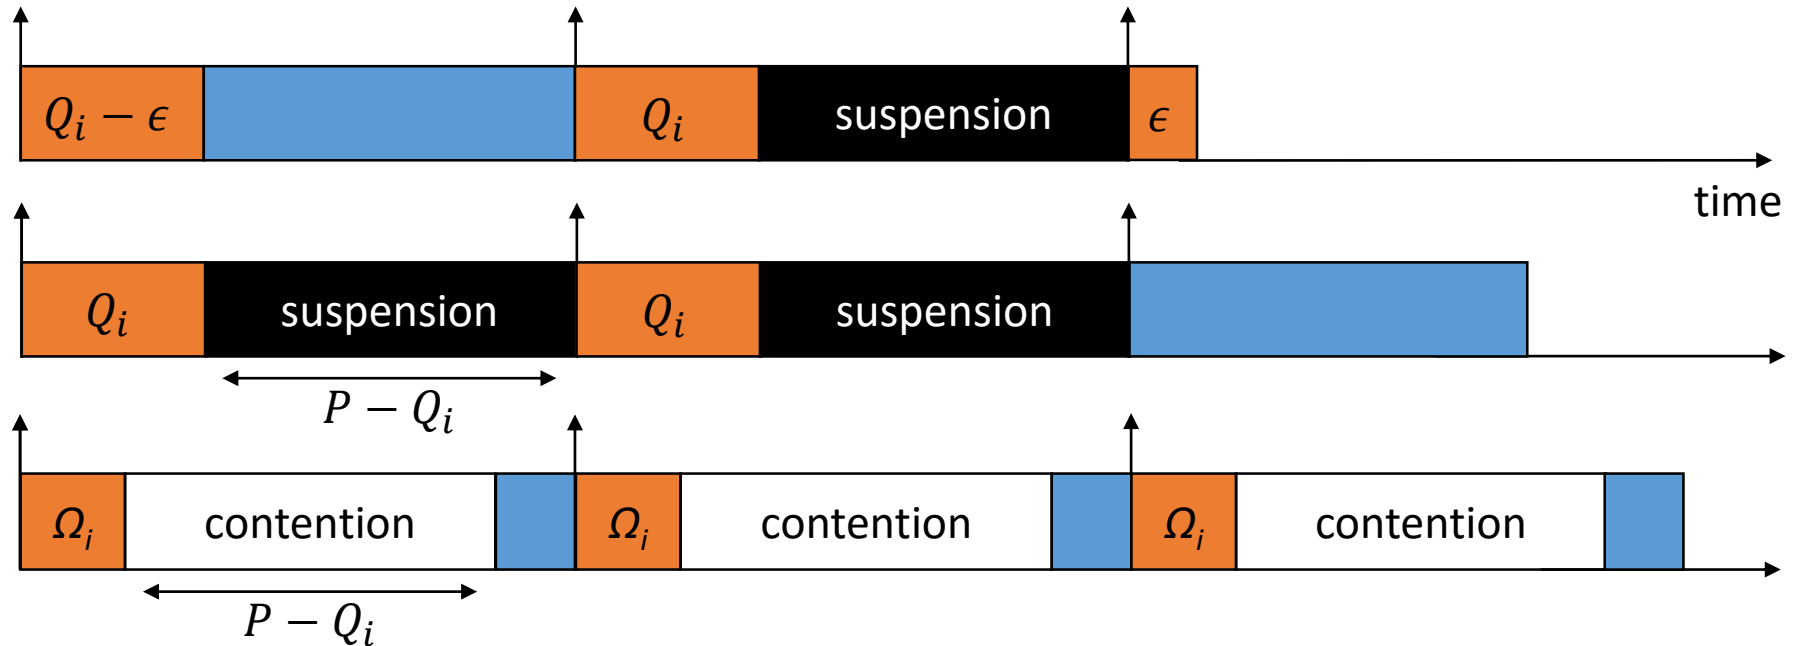 Qᵢ − ϵ Qᵢ suspension ϵ
time
Qᵢ suspension Qᵢ suspension
P − Qᵢ
Ωᵢ contention Ωᵢ contention Ωᵢ contention
P − Qᵢ